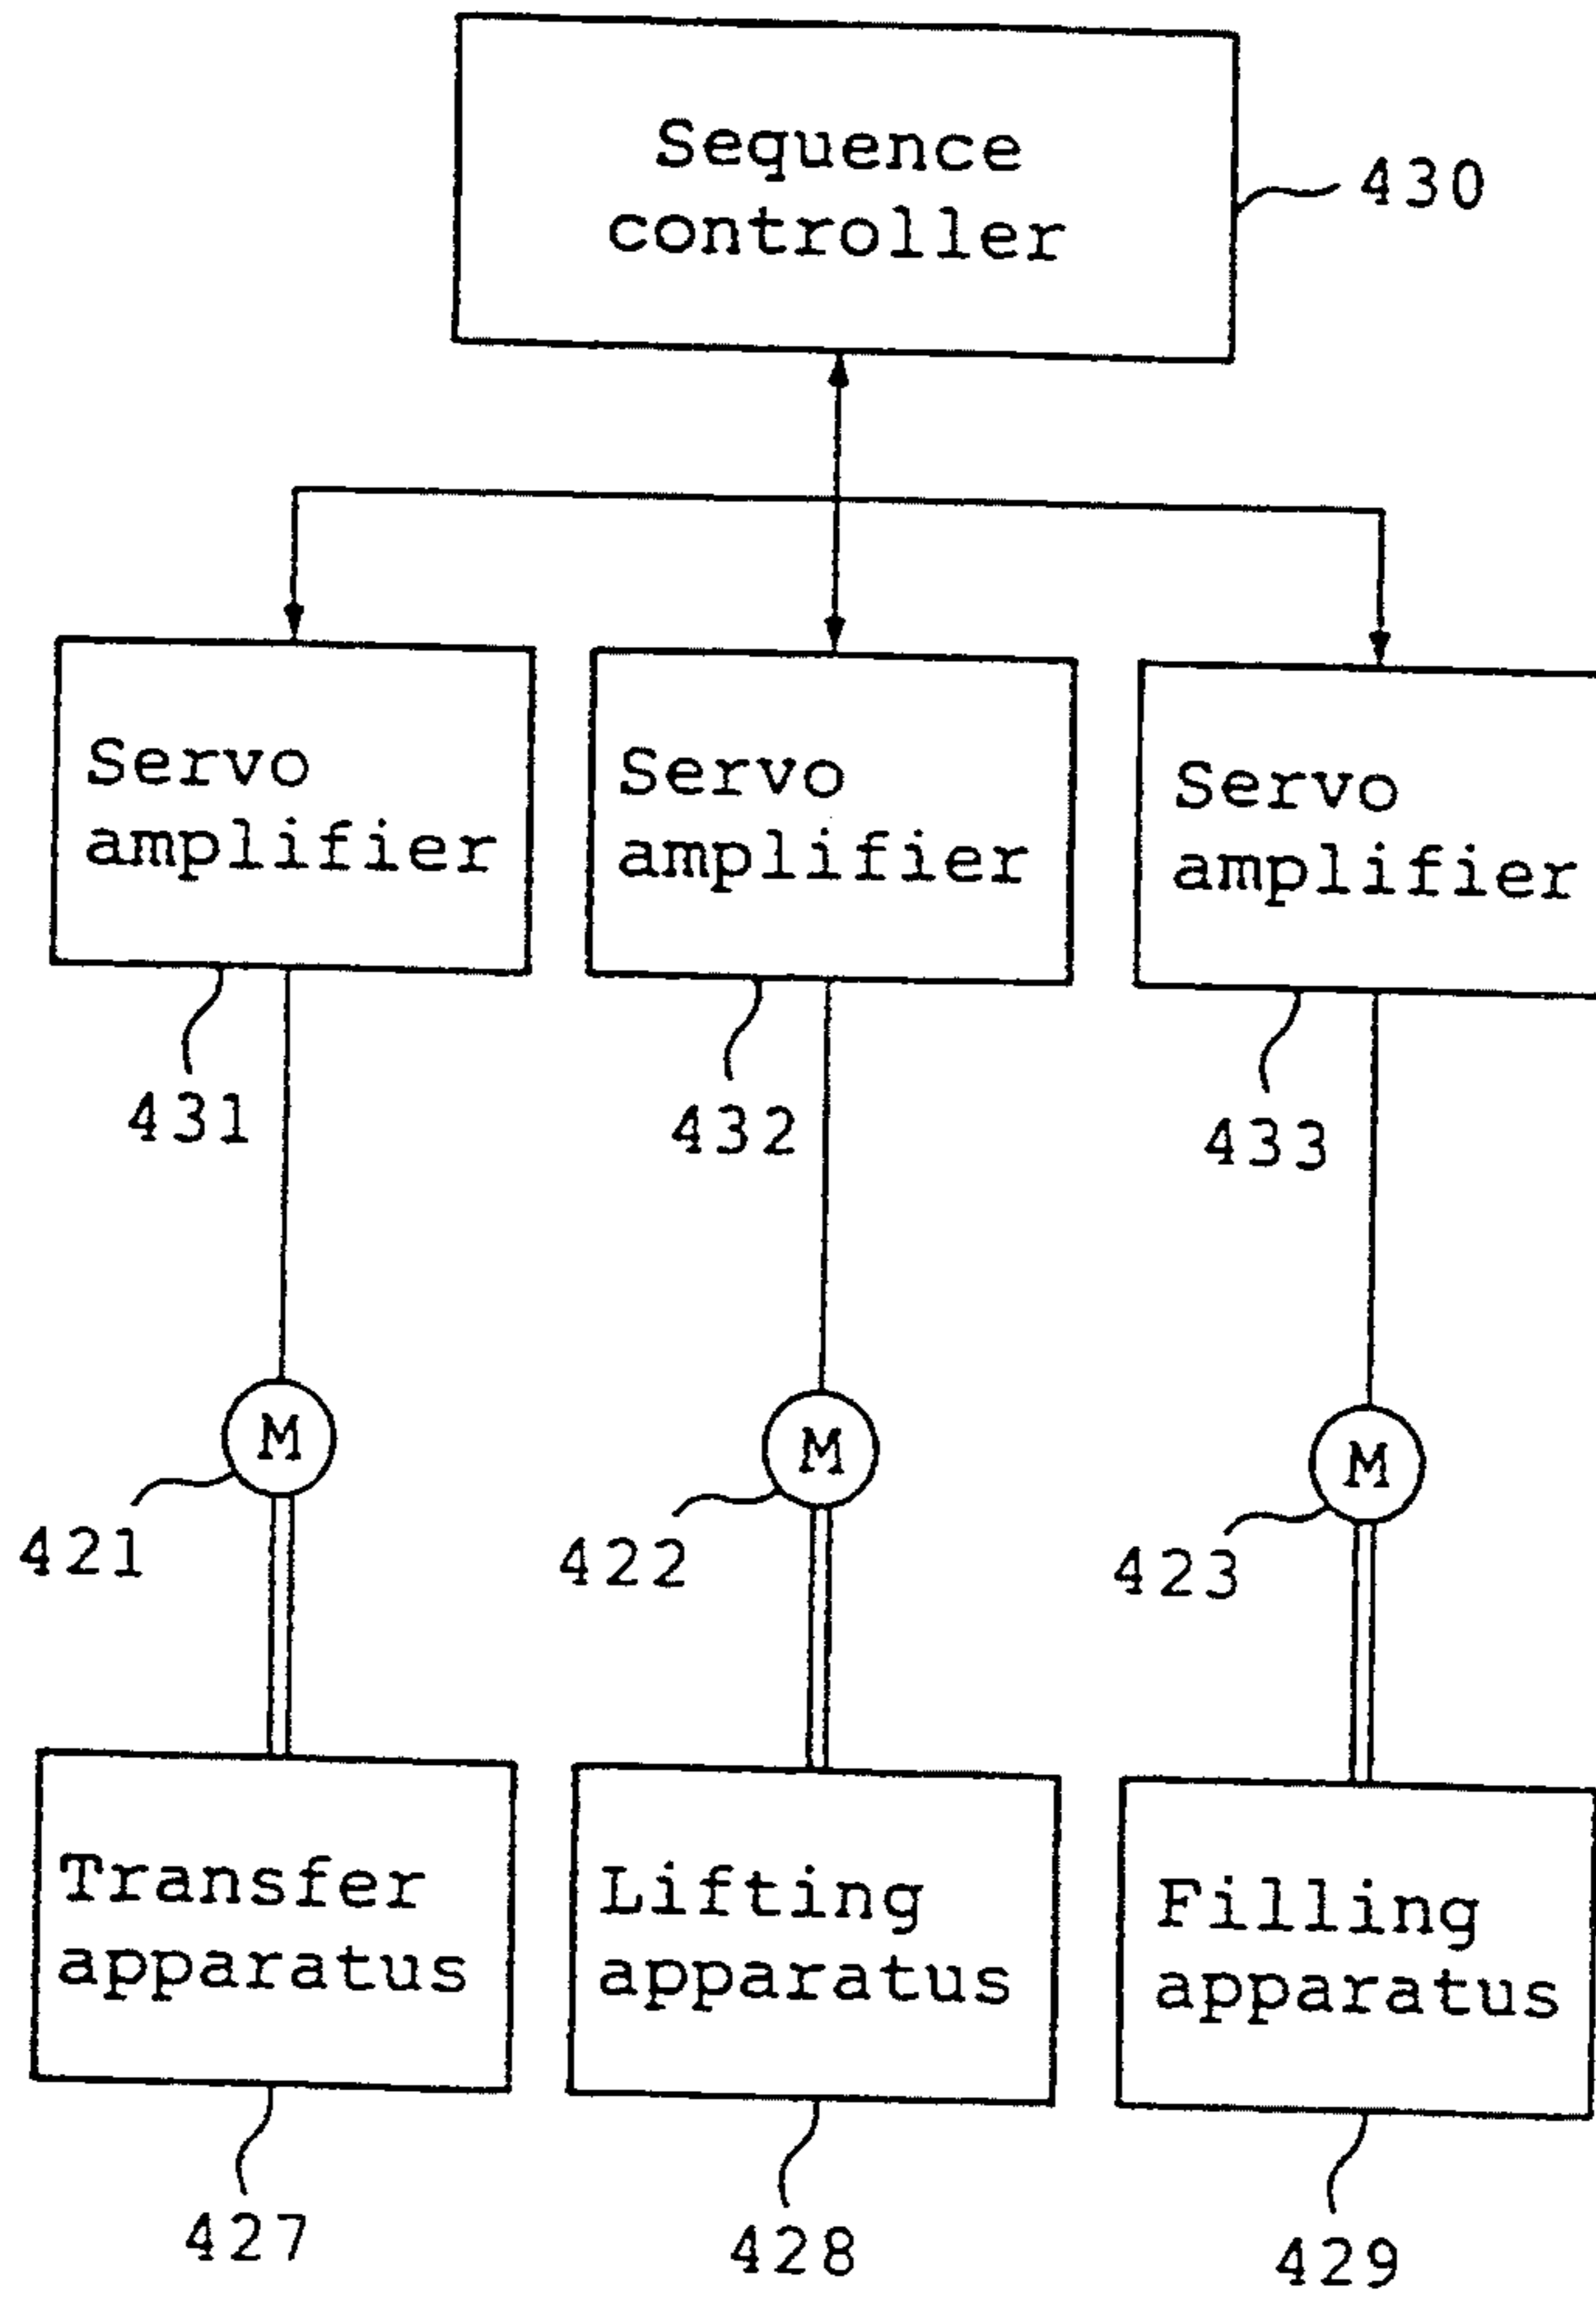 Sequence
controller
430
Servo
amplifier
Servo
amplifier
Servo
amplifier
431
432
433
M
M
M
421
422
423
Transfer
apparatus
Lifting
apparatus
Filling
apparatus
427
428
429